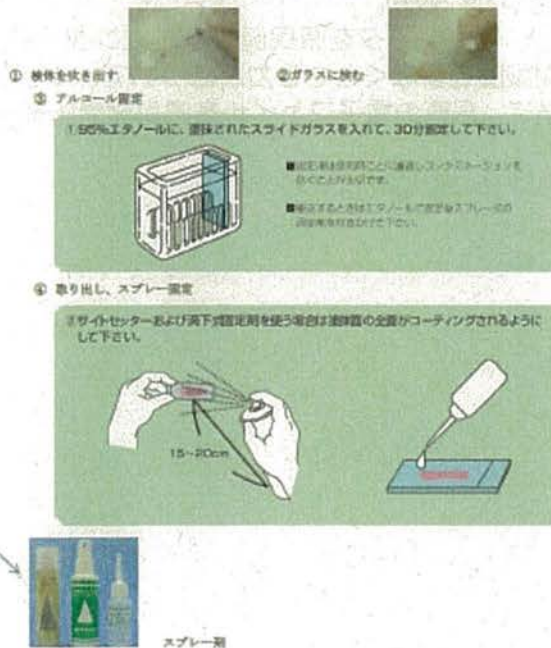 ① 検体を吹き出す
②ガラスに挟む
③ アルコール固定
1.95%エタノールに、塗抹されたスライドガラスを入れて、30分固定して下さい。
④ 取り出し、スプレー固定
2.サイトセッターおよび滴下式固定剤を使う場合は塗抹面の全面がコーティングされるように
して下さい。
15~20cm
スプレー剤